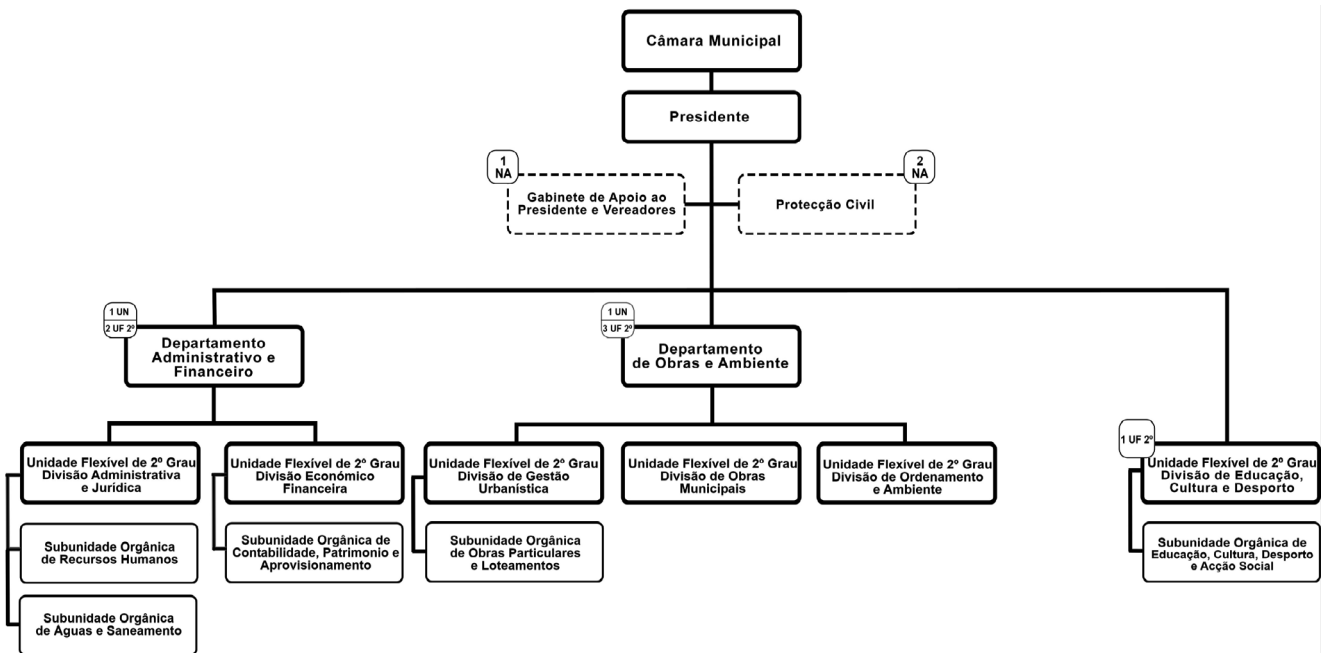 Câmara Municipal
Presidente
1
NA
Gabinete de Apoio ao
Presidente e Vereadores
2
NA
Protecção Civil
1 UN
2 UF 2º
Departamento
Administrativo e
Financeiro
1 UN
3 UF 2º
Departamento
de Obras e Ambiente
Unidade Flexível de 2º Grau
Divisão Administrativa
e Jurídica
Unidade Flexível de 2º Grau
Divisão Económico
Financeira
Unidade Flexível de 2º Grau
Divisão de Gestão
Urbanística
Unidade Flexível de 2º Grau
Divisão de Obras
Municipais
Unidade Flexível de 2º Grau
Divisão de Ordenamento
e Ambiente
1 UF 2º
Unidade Flexível de 2º Grau
Divisão de Educação,
Cultura e Desporto
Subunidade Orgânica
de Recursos Humanos
Subunidade Orgânica de
Contabilidade, Patrimonio e
Aprovisionamento
Subunidade Orgânica
de Obras Particulares
e Loteamentos
Subunidade Orgânica de
Educação, Cultura, Desporto
e Acção Social
Subunidade Orgânica
de Águas e Saneamento